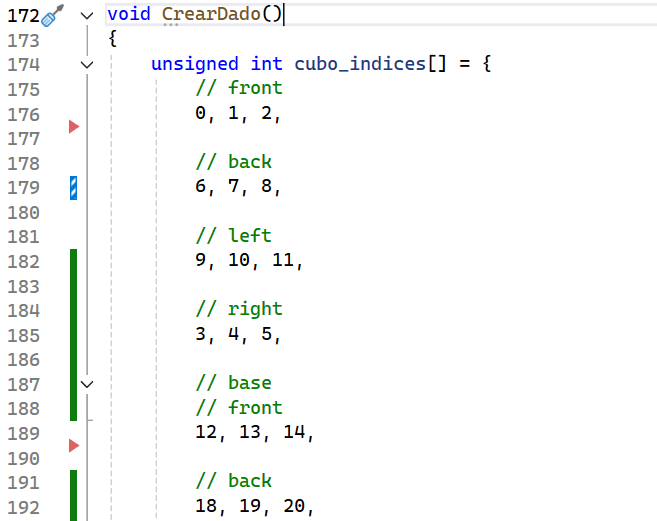 172 void CrearDado()
173 {
174 unsigned int cubo_indices[] = {
175 // front
176 0, 1, 2,
177
178 // back
179 6, 7, 8,
180
181 // left
182 9, 10, 11,
183
184 // right
185 3, 4, 5,
186
187 // base
188 // front
189 12, 13, 14,
190
191 // back
192 18, 19, 20,